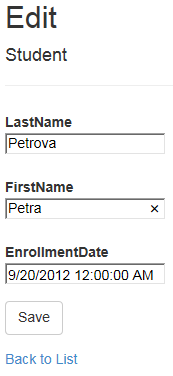 Edit
Student
LastName
Petrova
FirstName
Petra
EnrollmentDate
9/20/2012 12:00:00 AM
Save
Back to List